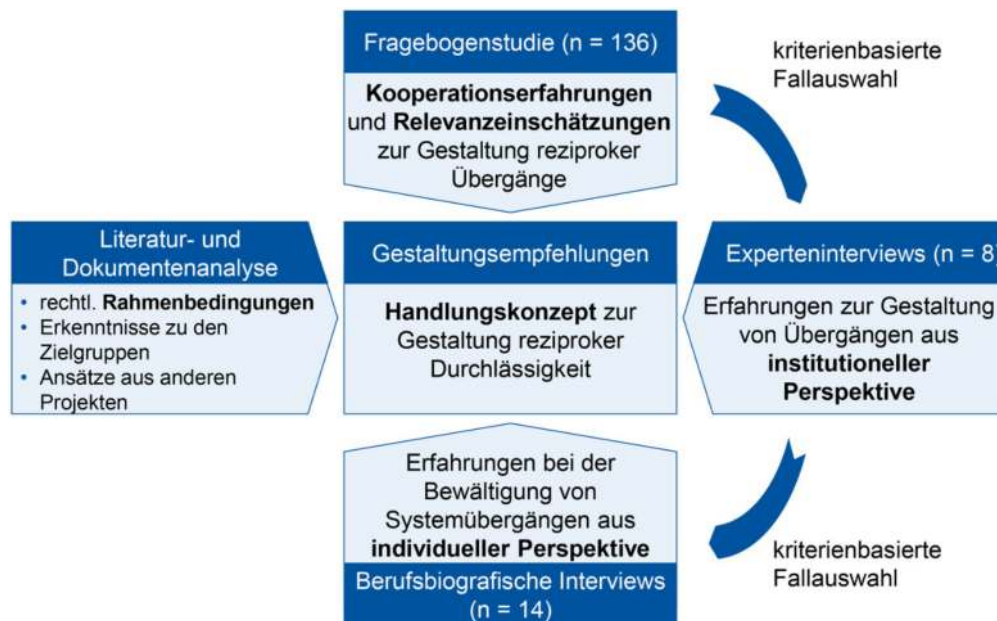 Fragebogenstudie (n = 136)
Kooperationserfahrungen
und Relevanzeinschätzungen
zur Gestaltung reziproker
Übergänge
kriterienbasierte
Fallauswahl
Literatur- und
Dokumentenanalyse
• rechtl. Rahmenbedingungen
• Erkenntnisse zu den
Zielgruppen
• Ansätze aus anderen
Projekten
Gestaltungsempfehlungen
Handlungskonzept zur
Gestaltung reziproker
Durchlässigkeit
Experteninterviews (n = 8)
Erfahrungen zur Gestaltung
von Übergängen aus
institutioneller
Perspektive
Erfahrungen bei der
Bewältigung von
Systemübergängen aus
individueller Perspektive
Berufsbiografische Interviews
(n = 14)
kriterienbasierte
Fallauswahl